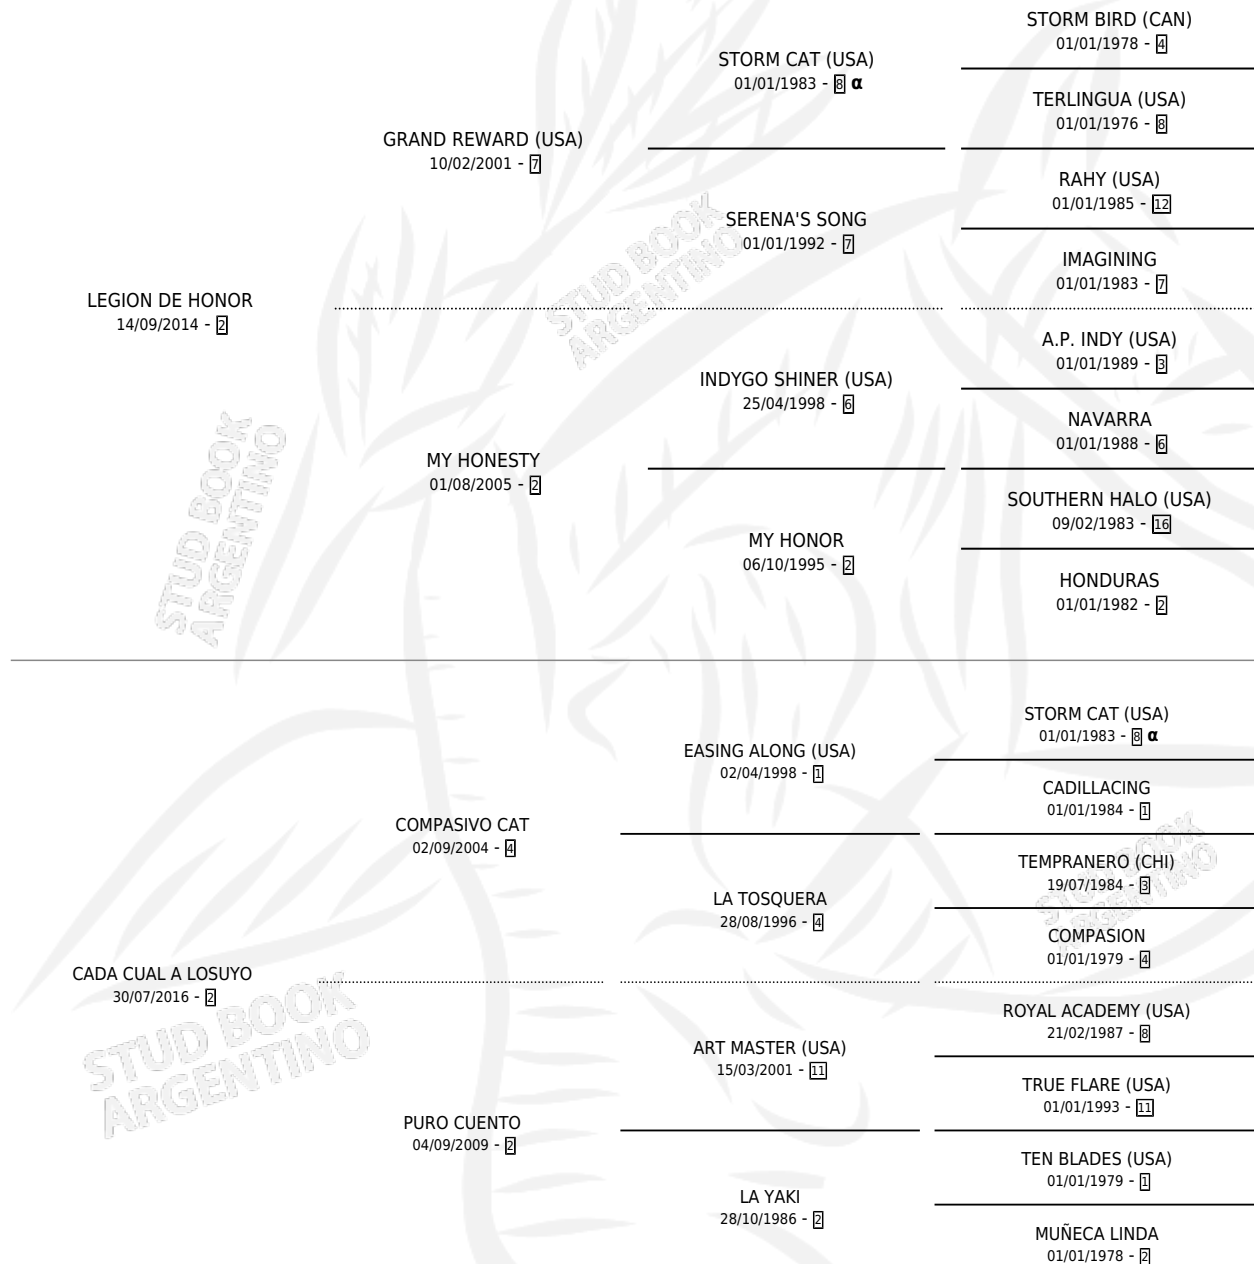 STORM BIRD (CAN)
01/01/1978 - 4
STORM CAT (USA)
01/01/1983 - 8 α
TERLINGUA (USA)
01/01/1976 - 8
GRAND REWARD (USA)
10/02/2001 - 7
RAHY (USA)
01/01/1985 - 12
SERENA'S SONG
01/01/1992 - 7
IMAGINING
01/01/1983 - 7
LEGION DE HONOR
14/09/2014 - 2
A.P. INDY (USA)
01/01/1989 - 3
INDYGO SHINER (USA)
25/04/1998 - 6
NAVARRA
01/01/1988 - 6
MY HONESTY
01/08/2005 - 2
SOUTHERN HALO (USA)
09/02/1983 - 16
MY HONOR
06/10/1995 - 2
HONDURAS
01/01/1982 - 2
STORM CAT (USA)
01/01/1983 - 8 α
EASING ALONG (USA)
02/04/1998 - 1
CADILLACING
01/01/1984 - 1
COMPASIVO CAT
02/09/2004 - 4
TEMPRANERO (CHI)
19/07/1984 - 3
LA TOSQUERA
28/08/1996 - 4
COMPASION
01/01/1979 - 4
CADA CUAL A LOSUYO
30/07/2016 - 2
ROYAL ACADEMY (USA)
21/02/1987 - 8
ART MASTER (USA)
15/03/2001 - 11
TRUE FLARE (USA)
01/01/1993 - 11
PURO CUENTO
04/09/2009 - 2
TEN BLADES (USA)
01/01/1979 - 1
LA YAKI
28/10/1986 - 2
MUÑECA LINDA
01/01/1978 - 2
STUD BOOK
ARGENTINO
STUD BOOK
ARGENTINO
STUD BOOK
ARGENTINO
STUD BOOK
ARGENTINO